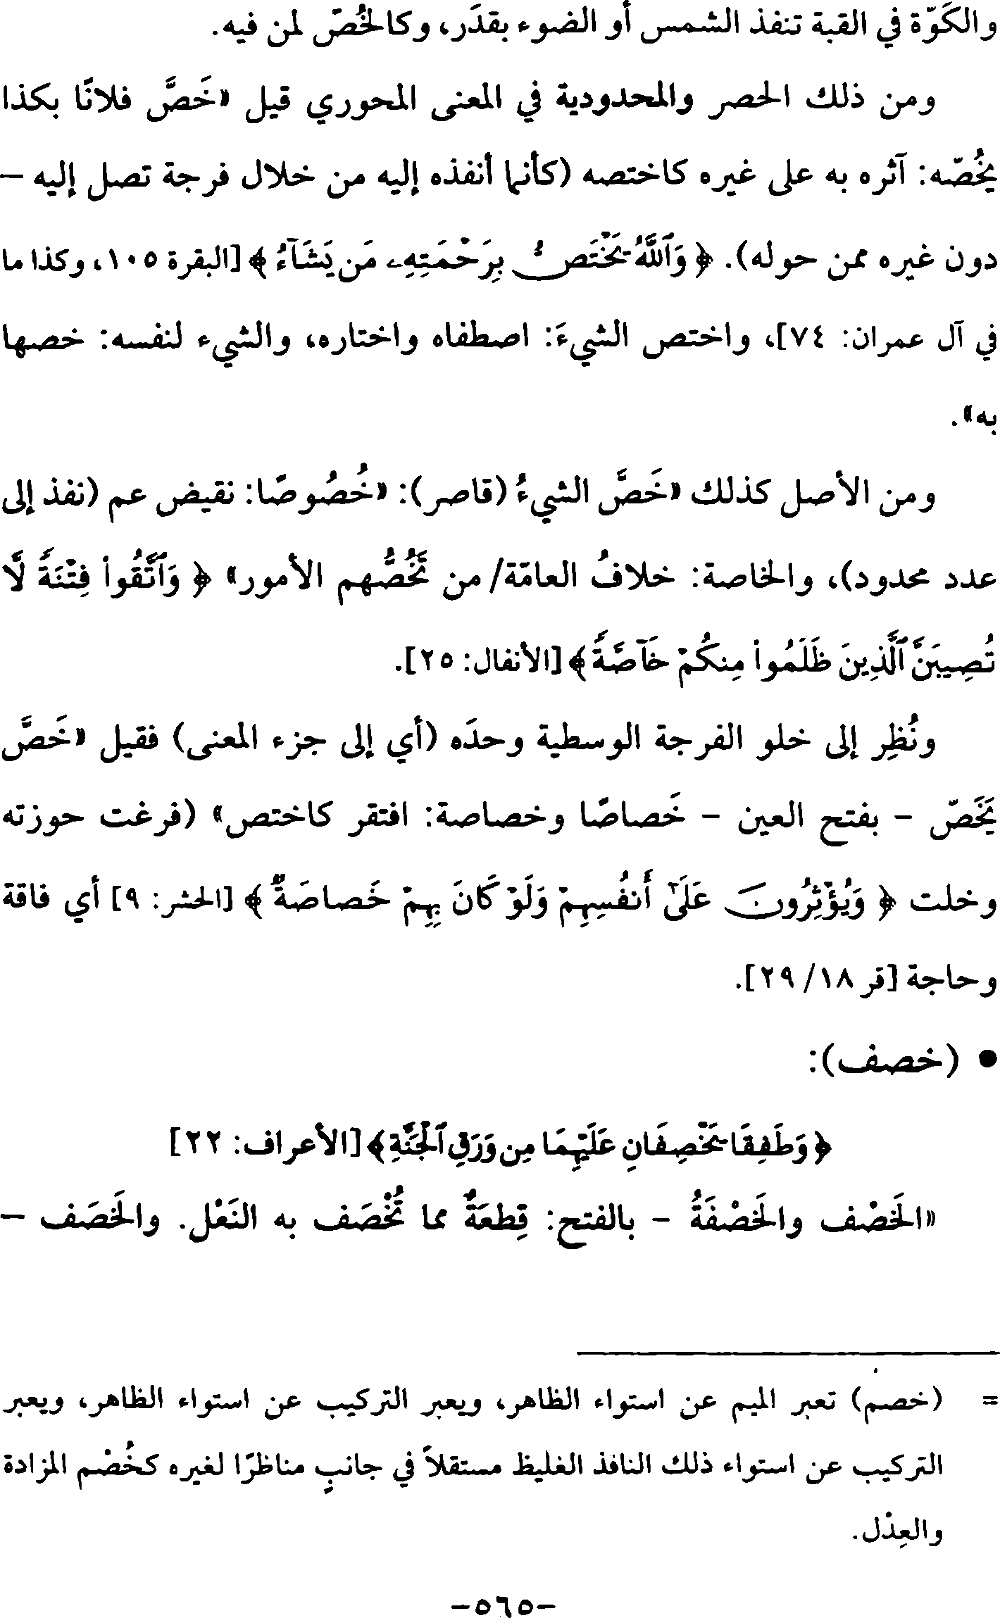 والكَوّة في القبة تنفذ الشمس أو الضوء بقدَر، وكالخُصّ لمن فيه.
ومن ذلك الحصر والمحدودية في المعنى المحوري قيل «خَصَّ فلانًا بكذا
يخُصّه: آثره به على غيره كاختصه (كأنما أنفذه إليه من خلال فرجة تصل إليه –
دون غيره ممن حوله). ﴿ وَٱللَّهُ يَخْتَصُّ بِرَحْمَتِهِۦ مَن يَشَآءُ ﴾ [البقرة ١٠٥، وكذا ما
في آل عمران: ٧٤]، واختص الشيءَ: اصطفاه واختاره، والشيء لنفسه: خصها
به».
ومن الأصل كذلك «خَصَّ الشيءُ (قاصر): «خُصُوصًا: نقيض عم (نفذ إلى
عدد محدود)، والخاصة: خلافُ العامّة/ من تَخُصُّهم الأمور» ﴿ وَٱتَّقُوا۟ فِتْنَةً لَّا
تُصِيبَنَّ ٱلَّذِينَ ظَلَمُوا۟ مِنكُمْ خَآصَّةً ﴾ [الأنفال: ٢٥].
ونُظِر إلى خلو الفرجة الوسطية وحدَه (أي إلى جزء المعنى) فقيل «خَصَّ
يَخَصّ – بفتح العين – خَصاصًا وخصاصة: افتقر كاختص» (فرغت حوزته
وخلت ﴿ وَيُؤْثِرُونَ عَلَىٰٓ أَنفُسِهِمْ وَلَوْ كَانَ بِهِمْ خَصاصَةٌ ﴾ [الحشر: ٩] أي فاقة
وحاجة [قر ١٨/ ٢٩].
• (خصف):
﴿ وَطَفِقَا يَخْصِفَانِ عَلَيْهِمَا مِن وَرَقِ ٱلْجَنَّةِ ﴾ [الأعراف: ٢٢]
«الخَصْف والخَصْفَةُ – بالفتح: قِطعَةٌ مما تُخْصَف به النَعْل. والخَصَف –
= (خصم) تعبر الميم عن استواء الظاهر، ويعبر التركيب عن استواء الظاهر، ويعبر
التركيب عن استواء ذلك النافذ الغليظ مستقلاً في جانبٍ مناظرًا لغيره كخُصْم المزادة
والعِدْل.
-٥٦٥-